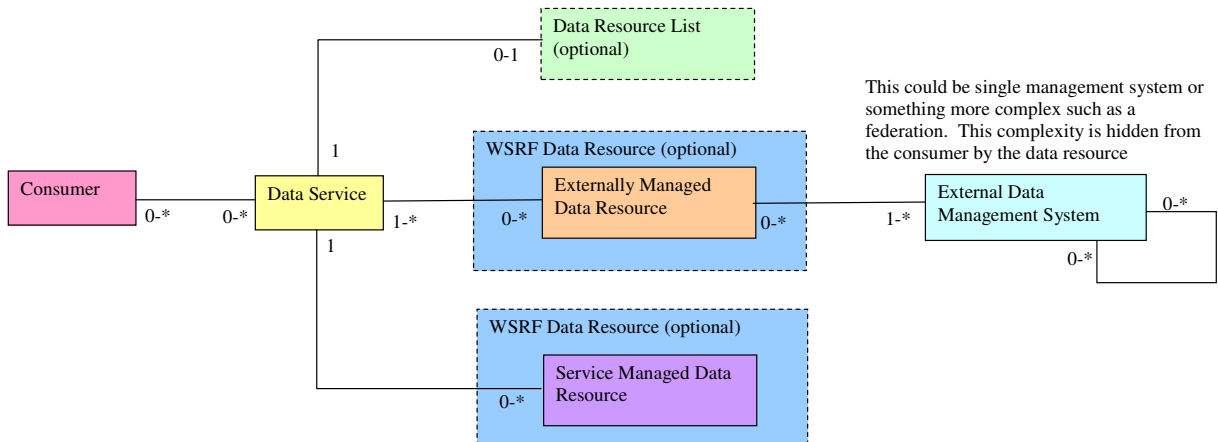 Data Resource List
(optional)
0-1
This could be single management system or
something more complex such as a
federation.  This complexity is hidden from
the consumer by the data resource
1
WSRF Data Resource (optional)
Consumer
Data Service
Externally Managed
Data Resource
External Data
Management System
0-*
0-*
0-*
1-*
0-*
0-*
1-*
1
0-*
WSRF Data Resource (optional)
Service Managed Data
Resource
0-*